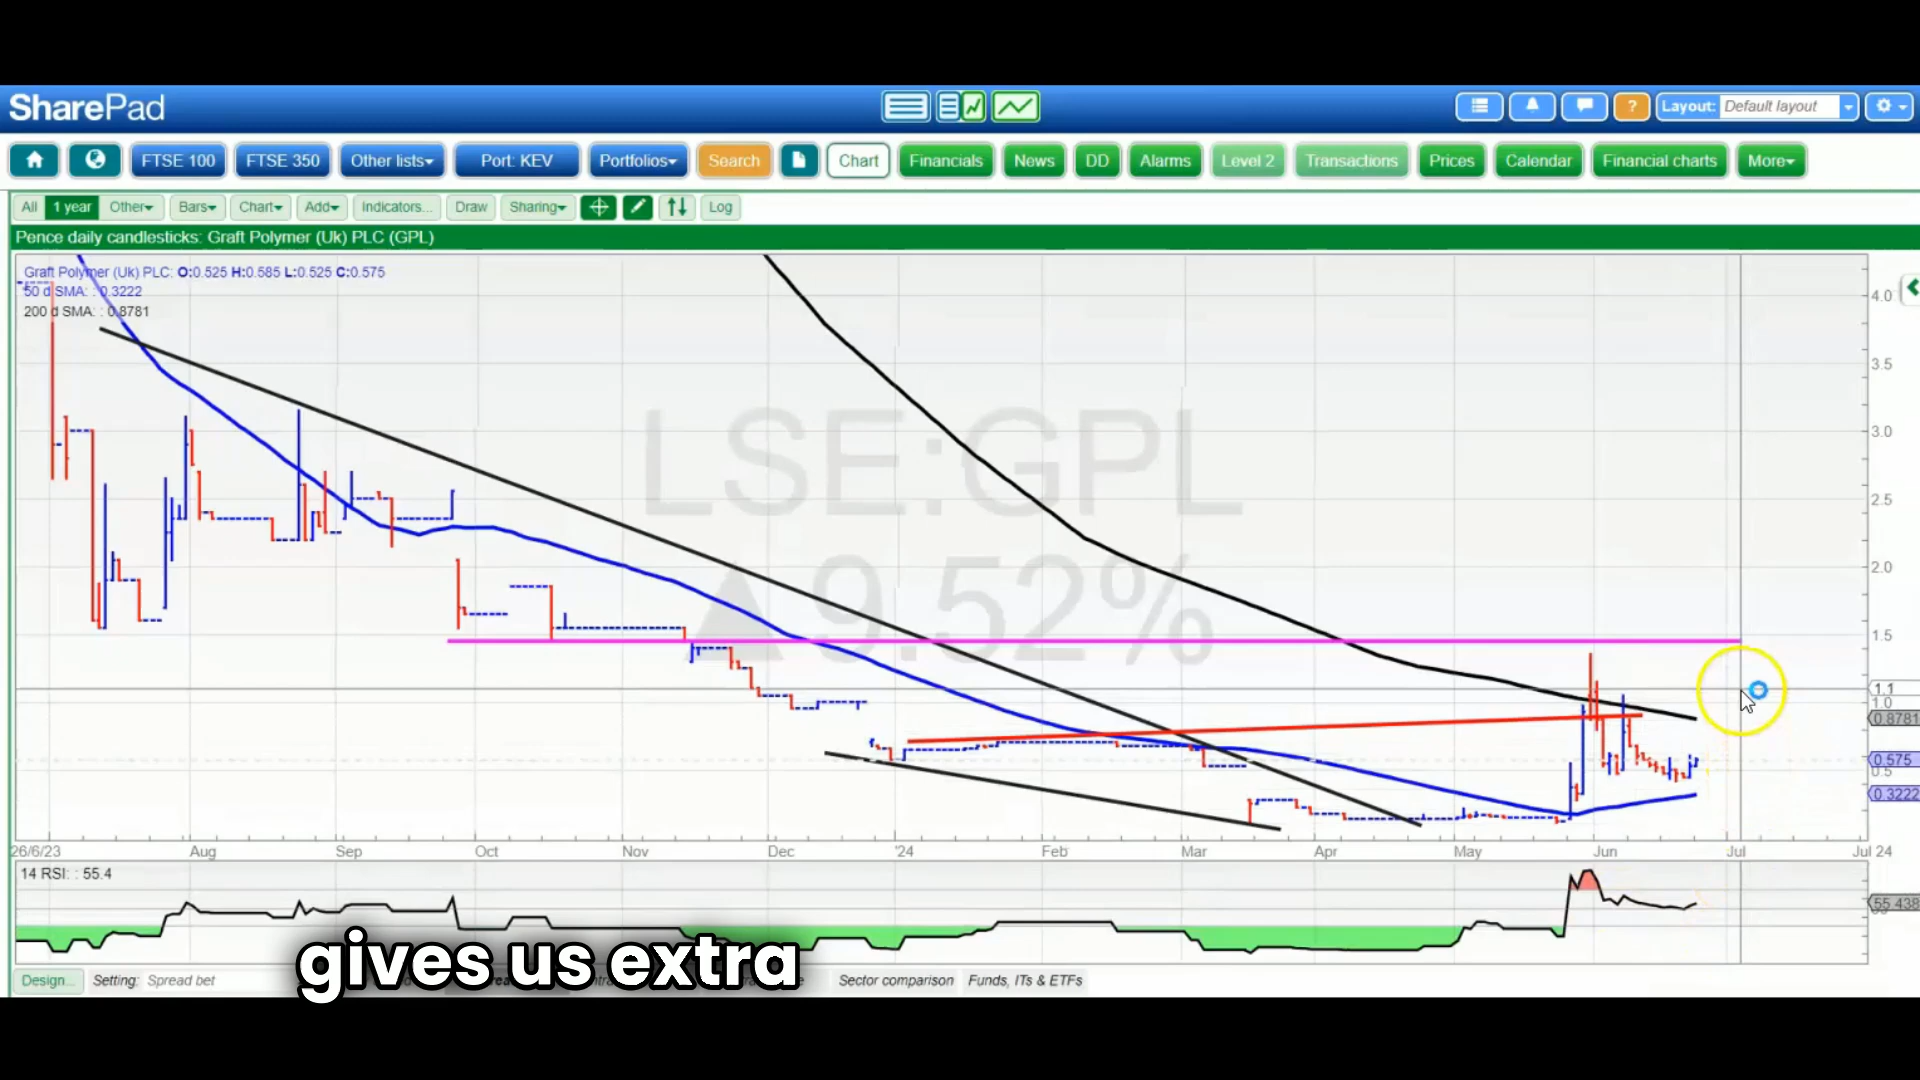 SharePad
Layout: Default layout
FTSE 100 FTSE 350 Other lists Port: KEV Portfolios Search Chart Financials News DD Alarms Level 2 Transactions Prices Calendar Financial charts More
All 1 year Other Bars Chart Add Indicators... Draw Sharing Log
Pence daily candlesticks: Graft Polymer (Uk) PLC (GPL)
Graft Polymer (Uk) PLC: O:0.525 H:0.585 L:0.525 C:0.575
50 d SMA: : 0.3222
200 d SMA: : 0.8781
LSE:GPL
▲9.52%
4.0
3.5
3.0
2.5
2.0
1.5
1.1
1.0
0.8781
0.575
0.5
0.3222
26/6/23 Aug Sep Oct Nov Dec '24 Feb Mar Apr May Jun Jul Jul 24
14 RSI: : 55.4
55.438
gives us extra
Design... Setting: Spread bet Sector comparison Funds, ITs & ETFs